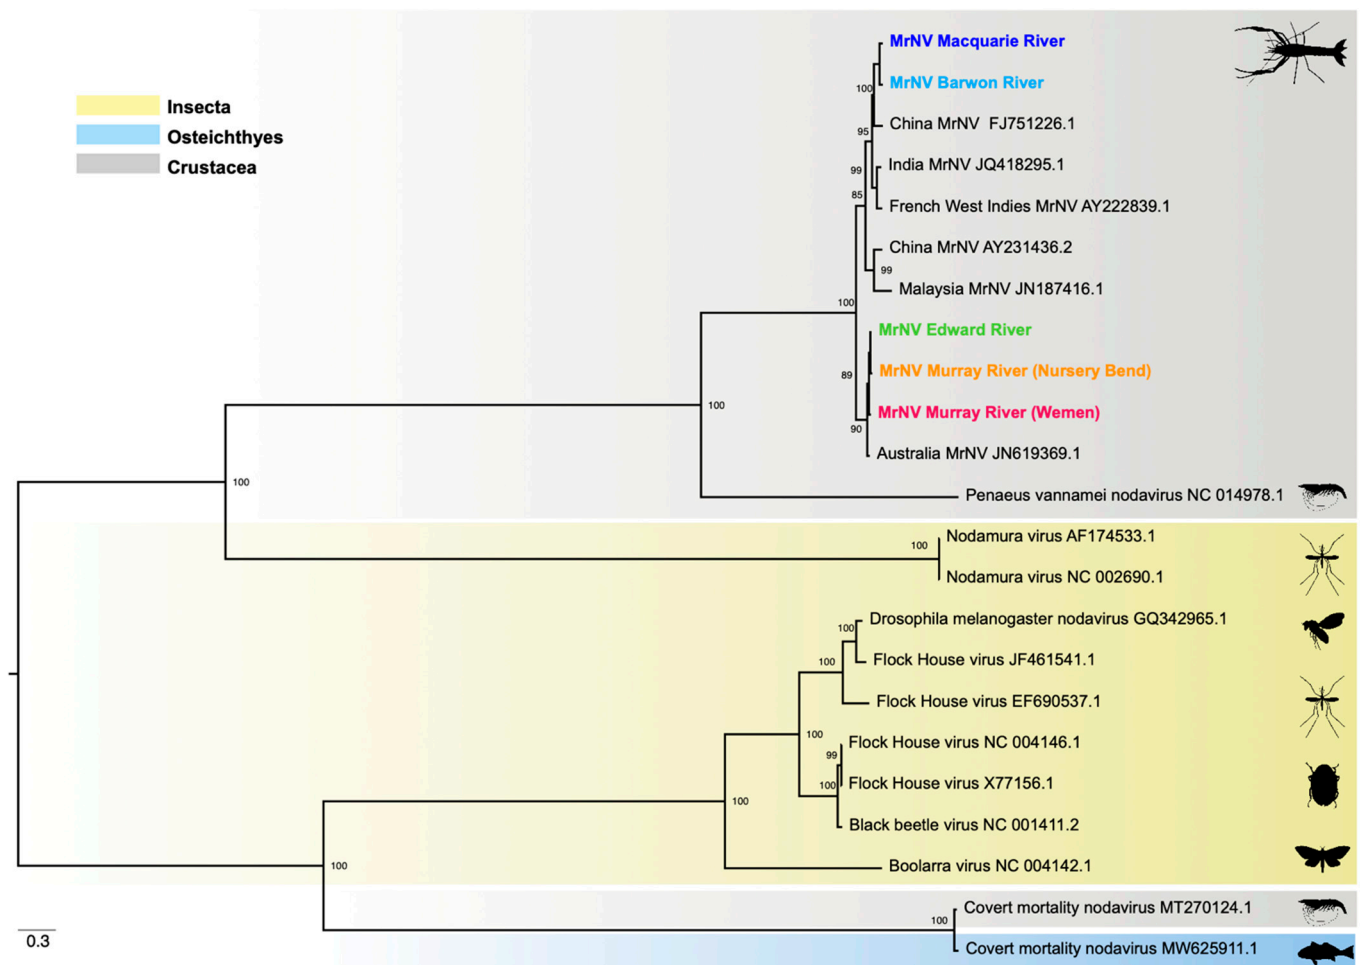 MrNV Macquarie River
100
MrNV Barwon River
Insecta
95
China MrNV FJ751226.1
Osteichthyes
99
India MrNV JQ418295.1
Crustacea
85
French West Indies MrNV AY222839.1
China MrNV AY231436.2
99
Malaysia MrNV JN187416.1
100
MrNV Edward River
89
MrNV Murray River (Nursery Bend)
100
MrNV Murray River (Wemen)
90
Australia MrNV JN619369.1
100
Penaeus vannamei nodavirus NC 014978.1
100
Nodamura virus AF174533.1
Nodamura virus NC 002690.1
100
Drosophila melanogaster nodavirus GQ342965.1
100
Flock House virus JF461541.1
Flock House virus EF690537.1
100
99
Flock House virus NC 004146.1
100
Flock House virus X77156.1
100
Black beetle virus NC 001411.2
100
Boolarra virus NC 004142.1
100
Covert mortality nodavirus MT270124.1
0.3
Covert mortality nodavirus MW625911.1